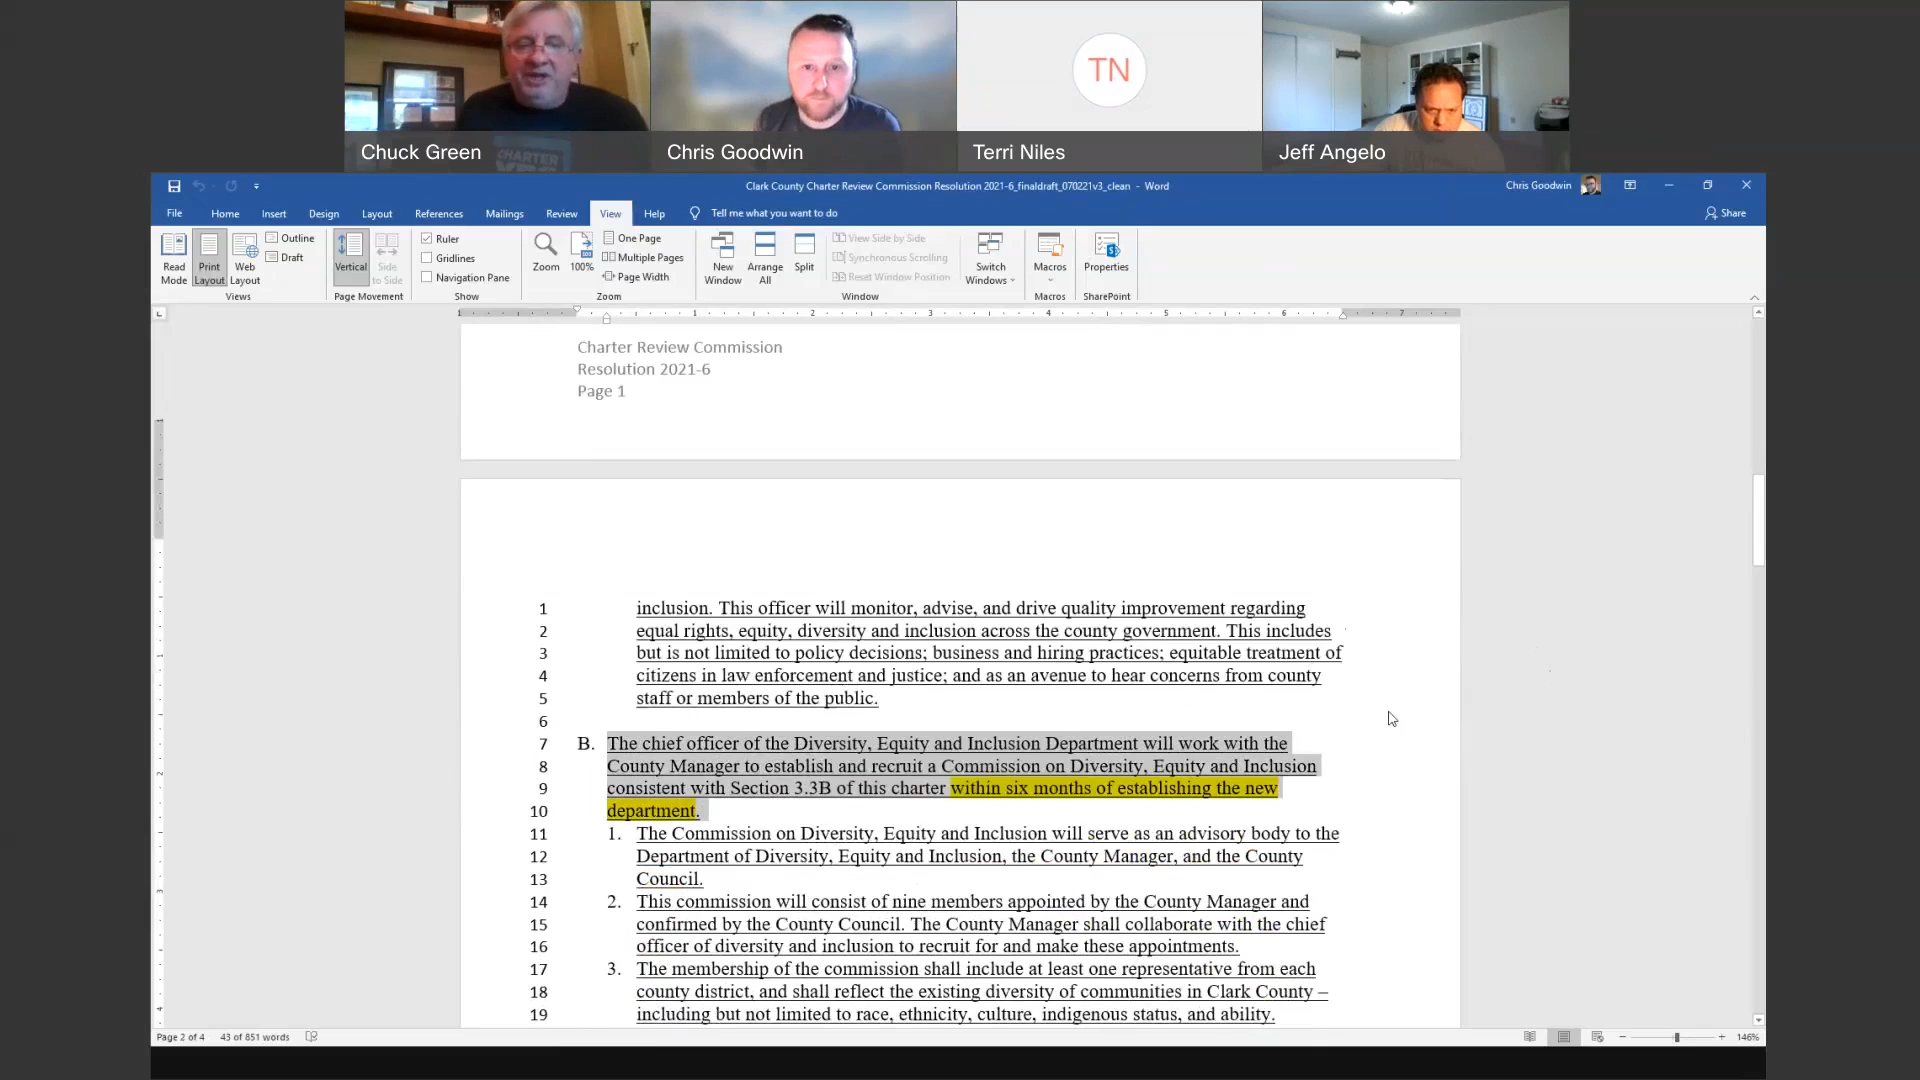 TN
Chuck Green
Chris Goodwin
Terri Niles
Jeff Angelo
CHARTER
Clark County Charter Review Commission Resolution 2021-6_finaldraft_070221v3_clean - Word
Chris Goodwin
File Home Insert Design Layout References Mailings Review View Help Tell me what you want to do
Share
Read Mode
Print Layout
Web Layout
Outline
Draft
Views
Vertical
Side to Side
Page Movement
Ruler
Gridlines
Navigation Pane
Show
Zoom
100%
One Page
Multiple Pages
Page Width
Zoom
New Window
Arrange All
Split
View Side by Side
Synchronous Scrolling
Reset Window Position
Window
Switch Windows
Macros
Macros
Properties
SharePoint
1 1 2 3 4 5 6 7
Charter Review Commission
Resolution 2021-6
Page 1
1 inclusion. This officer will monitor, advise, and drive quality improvement regarding
2 equal rights, equity, diversity and inclusion across the county government. This includes
3 but is not limited to policy decisions; business and hiring practices; equitable treatment of
4 citizens in law enforcement and justice; and as an avenue to hear concerns from county
5 staff or members of the public.
6
7 B. The chief officer of the Diversity, Equity and Inclusion Department will work with the
8 County Manager to establish and recruit a Commission on Diversity, Equity and Inclusion
9 consistent with Section 3.3B of this charter within six months of establishing the new
10 department.
11 1. The Commission on Diversity, Equity and Inclusion will serve as an advisory body to the
12 Department of Diversity, Equity and Inclusion, the County Manager, and the County
13 Council.
14 2. This commission will consist of nine members appointed by the County Manager and
15 confirmed by the County Council. The County Manager shall collaborate with the chief
16 officer of diversity and inclusion to recruit for and make these appointments.
17 3. The membership of the commission shall include at least one representative from each
18 county district, and shall reflect the existing diversity of communities in Clark County –
19 including but not limited to race, ethnicity, culture, indigenous status, and ability.
Page 2 of 4 43 of 851 words
146%